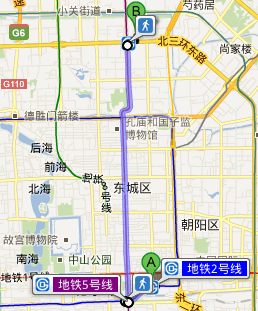 小关街道
芍药居
B
G6
北三环东路
尚家楼
G110
德胜门箭楼
孔庙和国子监
博物馆
后海
前海
北海
东城区
号线
朝阳区
故宫博物院
南海
中山公园
A
地铁2号线
地铁1号线
地铁5号线